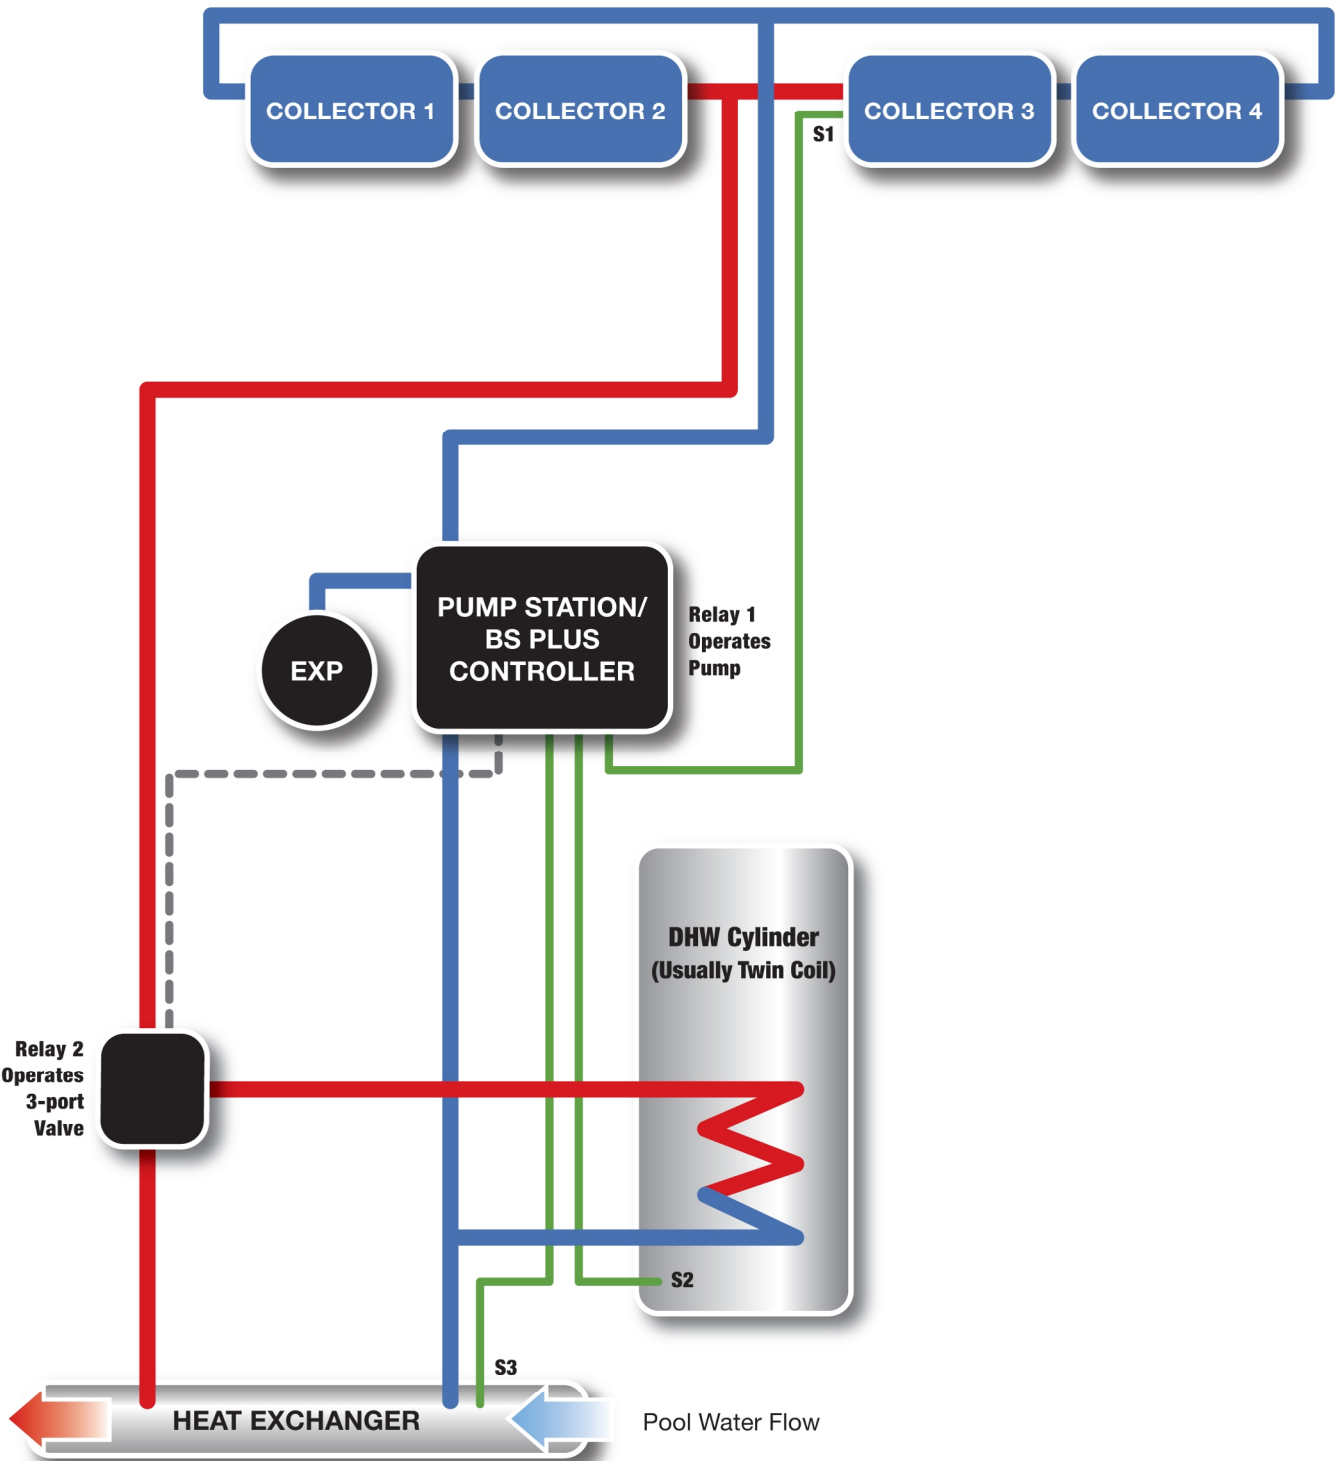 COLLECTOR 1
COLLECTOR 2
COLLECTOR 3
COLLECTOR 4
S1
PUMP STATION/
BS PLUS
CONTROLLER
Relay 1
Operates
Pump
EXP
DHW Cylinder
(Usually Twin Coil)
Relay 2
Operates
3-port
Valve
S2
S3
HEAT EXCHANGER
Pool Water Flow